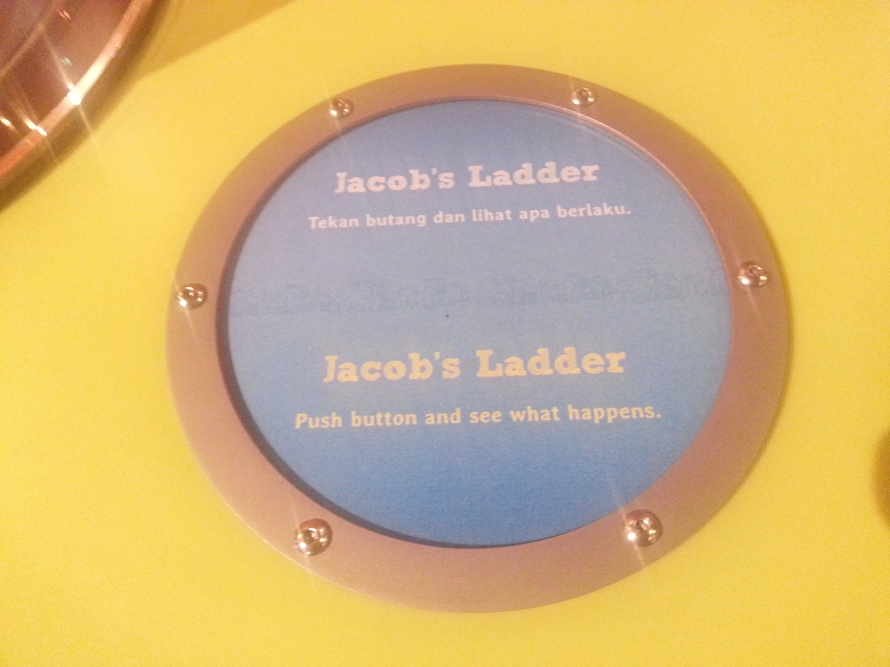 Jacob's Ladder
Tekan butang dan lihat apa berlaku.
Jacob's Ladder
Push button and see what happens.